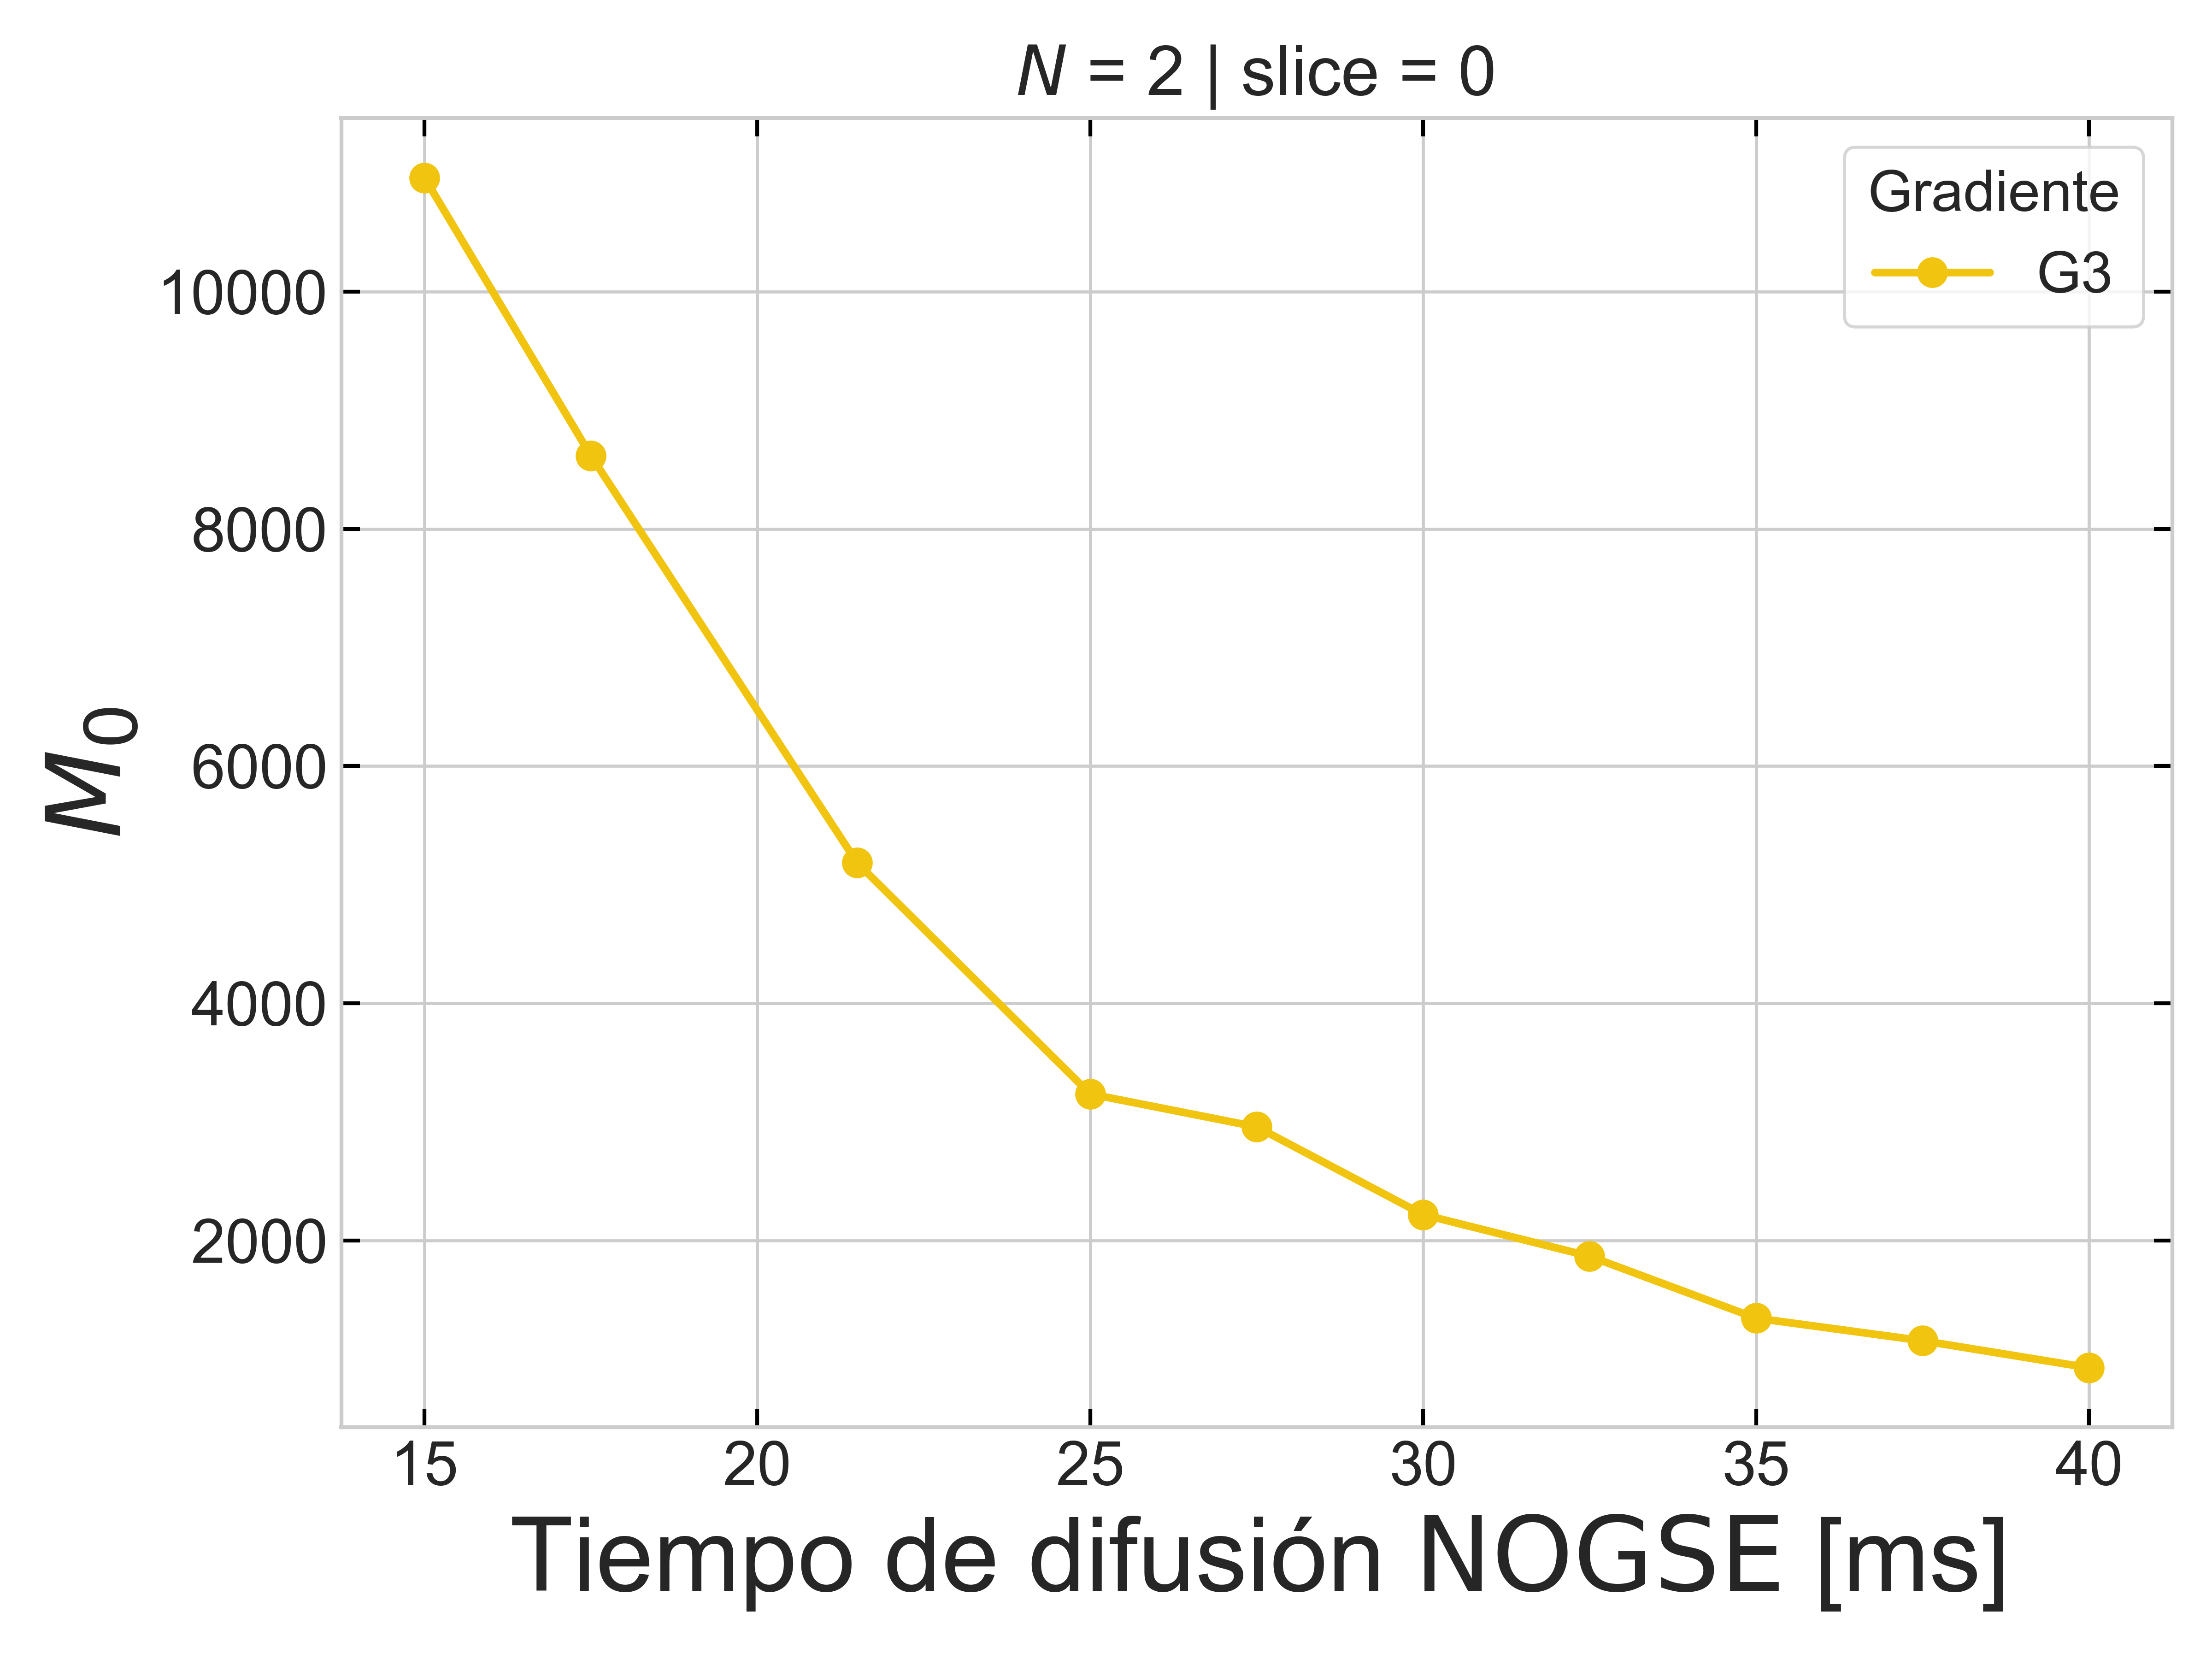 N = 2 | slice = 0
Gradiente
G3
10000
8000
6000
4000
2000
M0
15 20 25 30 35 40
Tiempo de difusión NOGSE [ms]